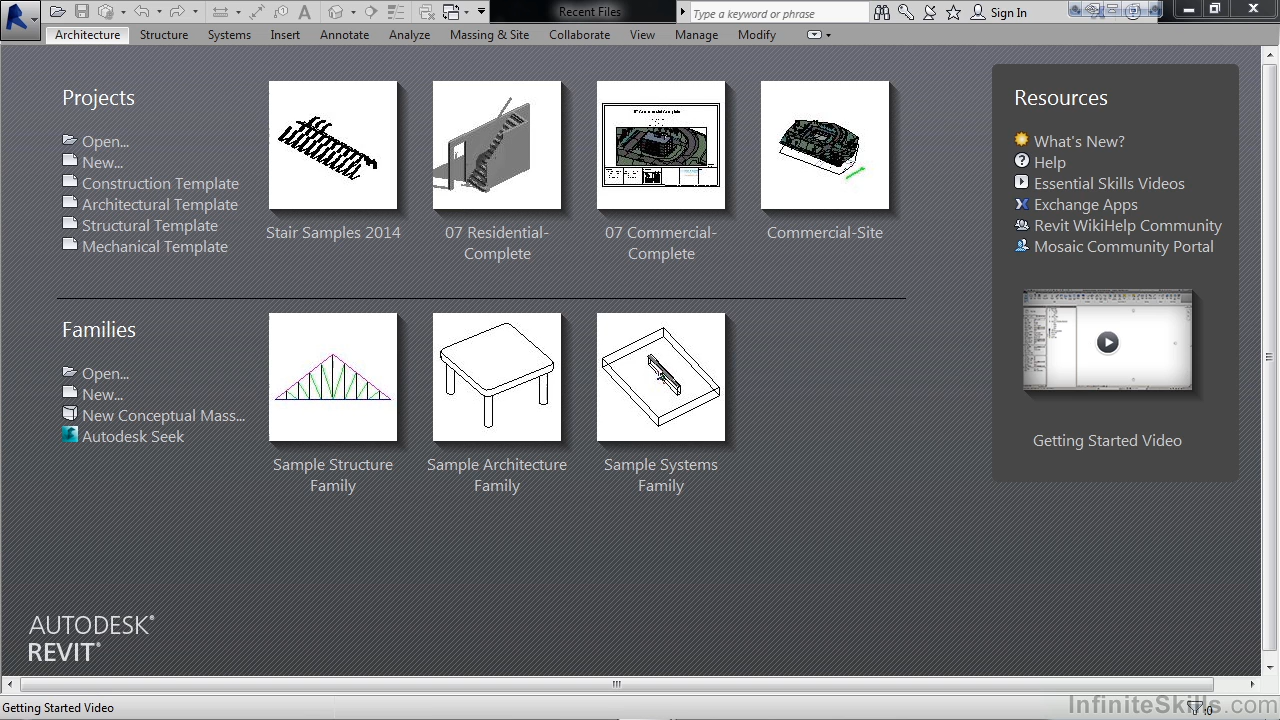 Recent Files
Type a keyword or phrase
Sign In
Architecture
Structure
Systems
Insert
Annotate
Analyze
Massing & Site
Collaborate
View
Manage
Modify
Projects
Open...
New...
Construction Template
Architectural Template
Structural Template
Mechanical Template
Stair Samples 2014
07 Residential-
Complete
07 Commercial-
Complete
Commercial-Site
Families
Open...
New...
New Conceptual Mass...
Autodesk Seek
Sample Structure
Family
Sample Architecture
Family
Sample Systems
Family
Resources
What's New?
Help
Essential Skills Videos
Exchange Apps
Revit WikiHelp Community
Mosaic Community Portal
Getting Started Video
AUTODESK®
REVIT®
Getting Started Video
:0
InfiniteSkills.com